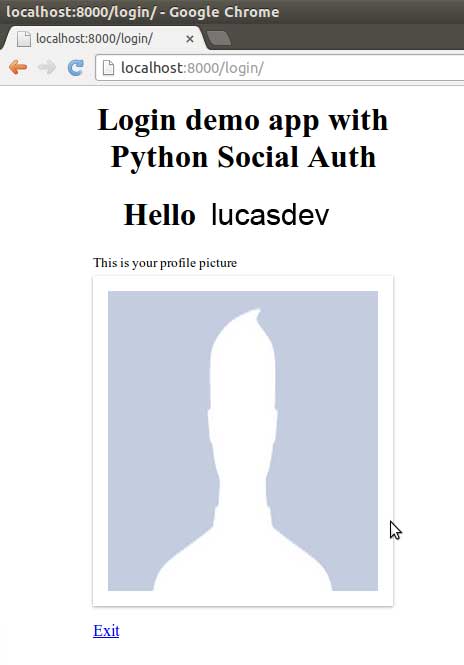 localhost:8000/login/ - Google Chrome
localhost:8000/login/
localhost:8000/login/
Login demo app with
Python Social Auth
Hello lucasdev
This is your profile picture
Exit